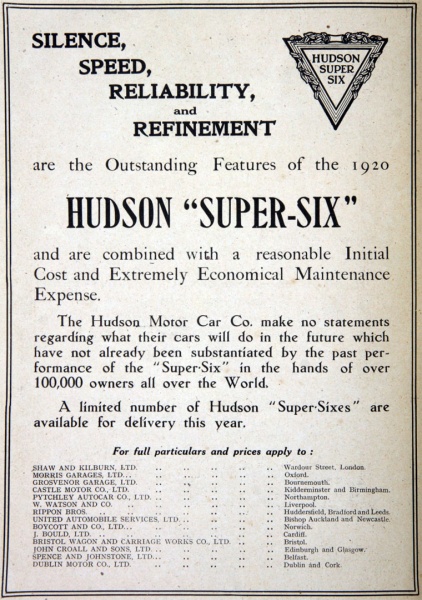 SILENCE,
SPEED,
RELIABILITY,
and
REFINEMENT
HUDSON
SUPER
SIX
are the Outstanding Features of the 1920
HUDSON "SUPER-SIX"
and are combined with a reasonable Initial
Cost and Extremely Economical Maintenance
Expense.
The Hudson Motor Car Co. make no statements
regarding what their cars will do in the future which
have not already been substantiated by the past per-
formance of the "Super-Six" in the hands of over
100,000 owners all over the World.
A limited number of Hudson "Super-Sixes" are
available for delivery this year.
For full particulars and prices apply to :
SHAW AND KILBURN, LTD. .. .. .. .. .. Wardour Street, London.
MORRIS GARAGES, LTD. .. .. .. .. .. Oxford.
GROSVENOR GARAGE, LTD. .. .. .. .. .. Bournemouth.
CASTLE MOTOR CO., LTD. .. .. .. .. .. Kidderminster and Birmingham.
PYTCHLEY AUTOCAR CO., LTD. .. .. .. .. .. Northampton.
W. WATSON AND CO. .. .. .. .. .. Liverpool.
RIPPON BROS. .. .. .. .. .. Huddersfield, Bradford and Leeds.
UNITED AUTOMOBILE SERVICES, LTD. .. .. .. .. Bishop Auckland and Newcastle.
BOYCOTT AND CO., LTD. .. .. .. .. .. Norwich.
J. BOULD, LTD. .. .. .. .. .. Cardiff.
BRISTOL WAGON AND CARRIAGE WORKS CO., LTD. .. .. .. Bristol.
JOHN CROALL AND SONS, LTD. .. .. .. .. .. Edinburgh and Glasgow.
SPENCE AND JOHNSTONE, LTD. .. .. .. .. .. Belfast.
DUBLIN MOTOR CO., LTD. .. .. .. .. .. Dublin and Cork.